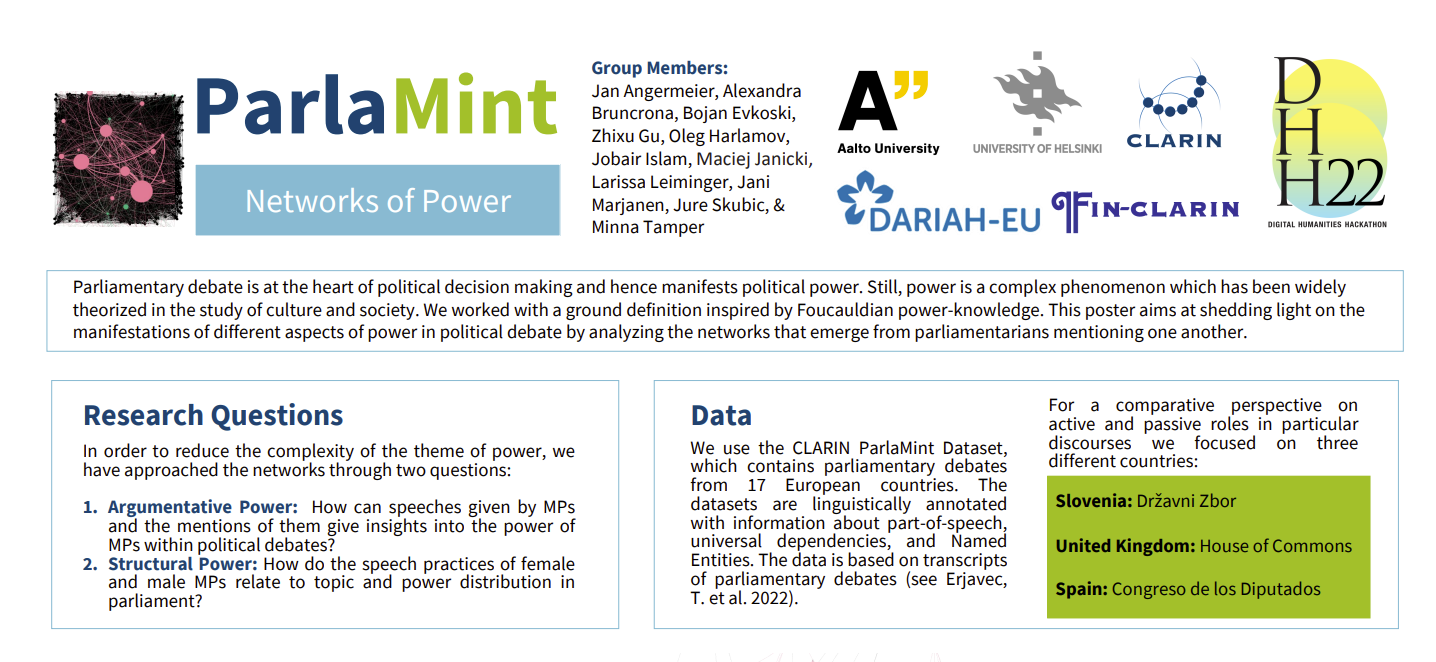 ParlaMint
Networks of Power
Group Members:
Jan Angermeier, Alexandra
Bruncrona, Bojan Evkoski,
Zhixu Gu, Oleg Harlamov,
Jobair Islam, Maciej Janicki,
Larissa Leiminger, Jani
Marjanen, Jure Skubic, &
Minna Tamper
A”
Aalto University
UNIVERSITY OF HELSINKI
CLARIN
DARIAH-EU
FIN-CLARIN
D
H
H22
DIGITAL HUMANITIES HACKATHON
Parliamentary debate is at the heart of political decision making and hence manifests political power. Still, power is a complex phenomenon which has been widely
theorized in the study of culture and society. We worked with a ground definition inspired by Foucauldian power-knowledge. This poster aims at shedding light on the
manifestations of different aspects of power in political debate by analyzing the networks that emerge from parliamentarians mentioning one another.
Research Questions
In order to reduce the complexity of the theme of power, we
have approached the networks through two questions:
1. Argumentative Power: How can speeches given by MPs
and the mentions of them give insights into the power of
MPs within political debates?
2. Structural Power: How do the speech practices of female
and male MPs relate to topic and power distribution in
parliament?
Data
We use the CLARIN ParlaMint Dataset,
which contains parliamentary debates
from 17 European countries. The
datasets are linguistically annotated
with information about part-of-speech,
universal dependencies, and Named
Entities. The data is based on transcripts
of parliamentary debates (see Erjavec,
T. et al. 2022).
For a comparative perspective on
active and passive roles in particular
discourses we focused on three
different countries:
Slovenia: Državni Zbor
United Kingdom: House of Commons
Spain: Congreso de los Diputados